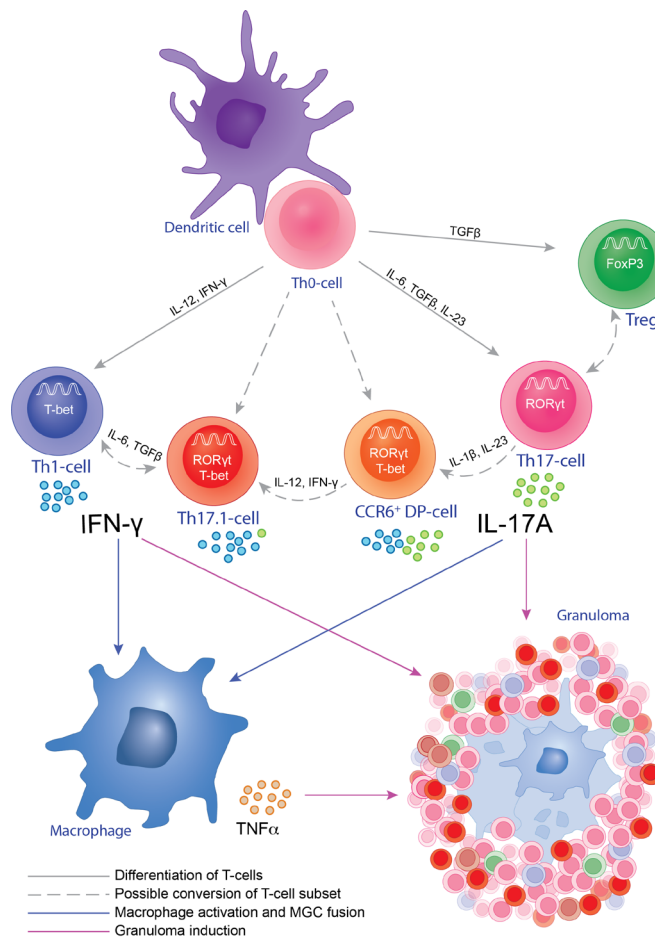 Dendritic cell
TGFβ
FoxP3
Treg
Th0-cell
IL-12, IFN-γ
IL-6, TGFβ, IL-23
T-bet
RORγt
RORγt
T-bet
RORγt
T-bet
IL-6, TGFβ
IL-12, IFN-γ
IL-1β, IL-23
Th1-cell
Th17.1-cell
CCR6⁺ DP-cell
Th17-cell
IFN-γ
IL-17A
Granuloma
Macrophage
TNFα
Differentiation of T-cells
Possible conversion of T-cell subset
Macrophage activation and MGC fusion
Granuloma induction